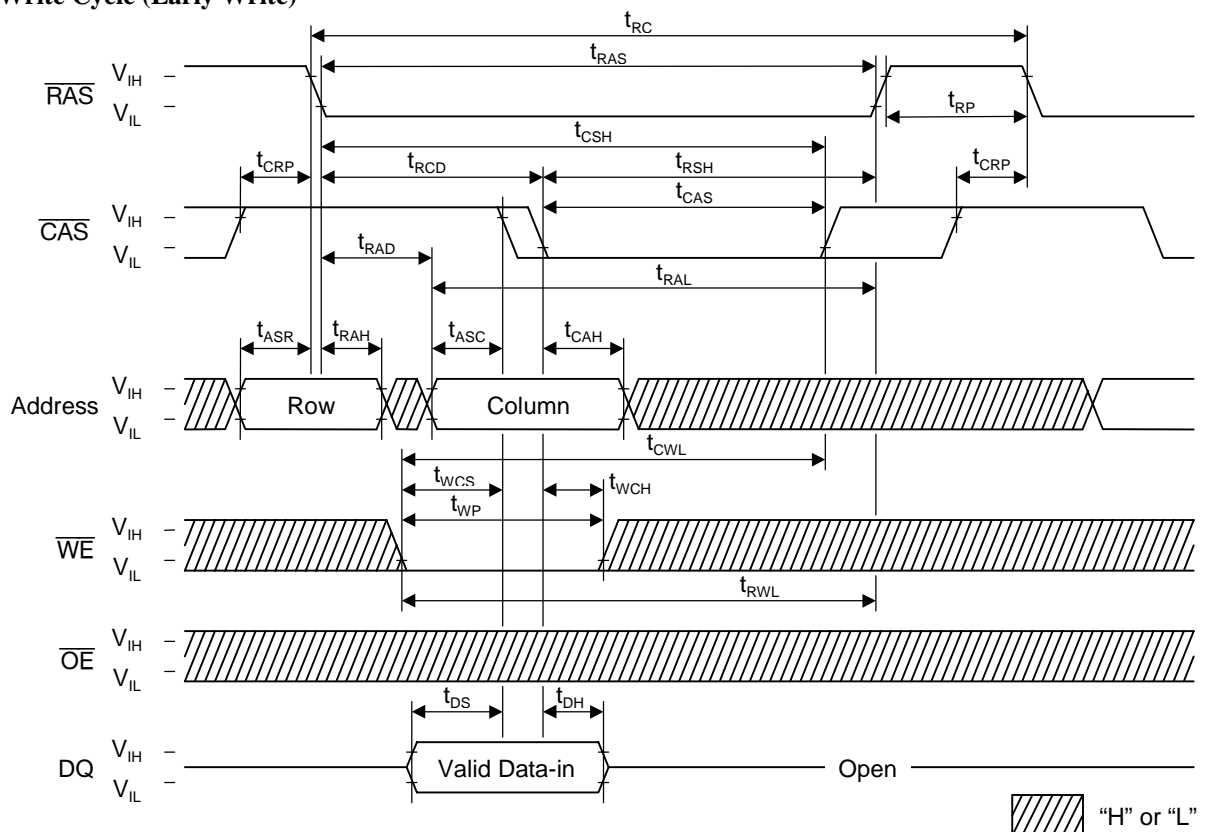 Write Cycle (Early Write)
tRC
tRAS
RAS
VIH
VIL
tRP
tCSH
tCRP
tRCD
tRSH
tCRP
tCAS
CAS
VIH
VIL
tRAD
tRAL
tASR
tRAH
tASC
tCAH
Address
VIH
VIL
Row
Column
tCWL
tWCS
tWCH
tWP
WE
VIH
VIL
tRWL
OE
VIH
VIL
tDS
tDH
DQ
VIH
VIL
Valid Data-in
Open
“H” or “L”